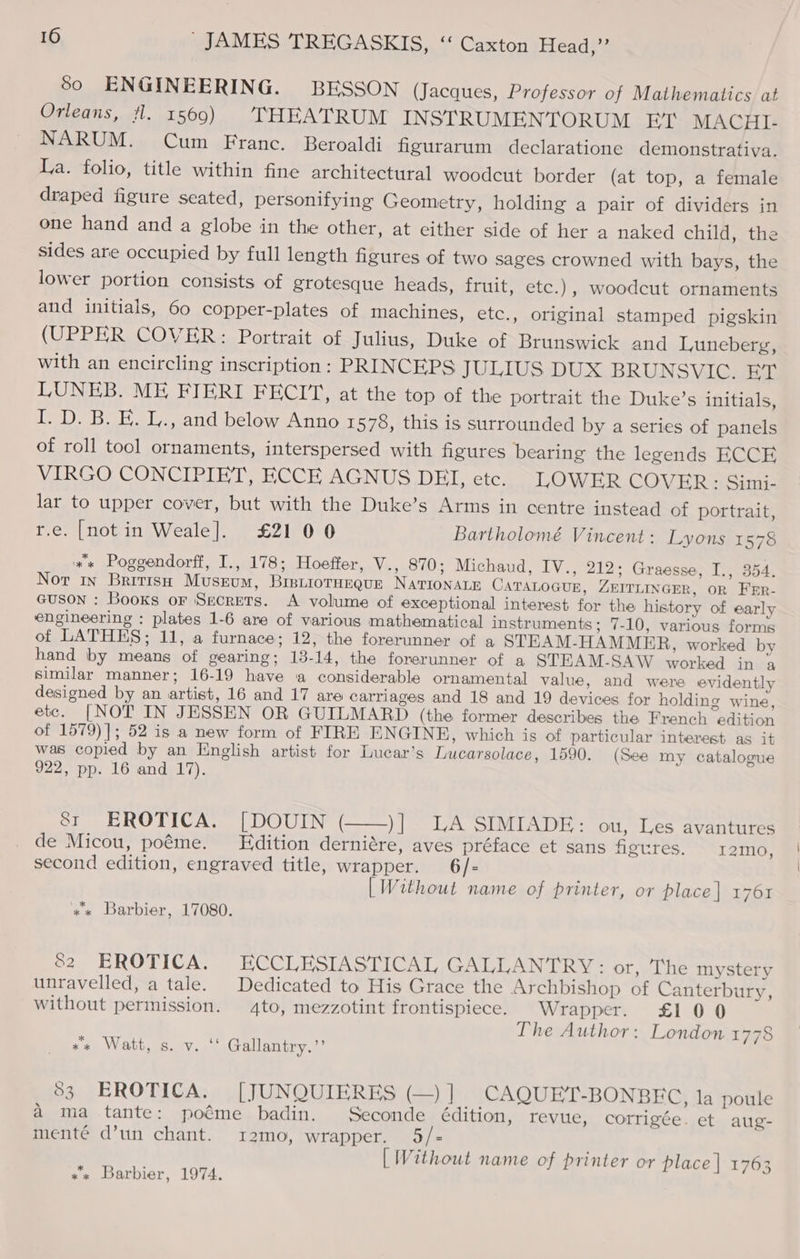 16 JAMES TREGASKIS, “ Caxton Head,”
80 ENGINEERING. BESSON (Jacques, Professor of Mathematics at
Orleans, fl. 1569) THEATRUM INSTRUMENTORUM ET MACHI-
NARUM. Cum Franc. Beroaldi figurarum declaratione demonstrativa.
La. folio, title within fine architectural woodcut border (at top, a female
draped figure seated, personifying Geometry, holding a pair of dividers in
one hand and a globe in the other, at either side of her a naked child, the
sides are occupied by full length figures of two sages crowned with bays, the
lower portion consists of grotesque heads, fruit, etc.), woodcut ornaments
and initials, 60 copper-plates of machines, etc., original stamped pigskin
(UPPER COVER: Portrait of Julius, Duke of Brunswick and Luneberg,
with an encircling inscription: PRINCEPS JULIUS DUX BRUNSVIC. ET
LUNEB. ME FIERI FECIT, at the top of the portrait the Duke’s initials,
I. D. B. E. L., and below Anno 1578, this is surrounded by a series of panels
of roll tool ornaments, interspersed with figures bearing the legends ECCE
VIRGO CONCIPIET, ECCE AGNUS DEI, etc. LOWER COVER: Simi-
lar to upper cover, but with the Duke’s Arms in centre instead of portrait,
r.e. [not in Weale]. £21 0 0 Bartholomé Vincent: Lyons 1578
*** Poggendorff, I., 178; Hoeffer, V., 870; Michaud, IV., 212; Graesse, I., 354.
Not in British Museum, Bibliotheque Nationale Catalogue, Zeitlinger, or Fer-
guson : Books of Secrets. A volume of exceptional interest for the history of early
engineering : plates 1-6 are of various mathematical instruments; 7-10, various forms
of LATHES; 11, a furnace; 12, the forerunner of a STEAM-HAMMER, worked by
hand by means of gearing; 13-14, the forerunner of a STEAM-SAW worked in a
similar manner; 16-19 have a considerable ornamental value, and were evidently
designed by an artist, 16 and 17 are carriages and 18 and 19 devices for holding wine,
etc. [NOT IN JESSEN OR GUILMARD (the former describes the French edition
of 1579)]; 52 is a new form of FIRE ENGINE, which is of particular interest as it
was copied by an English artist for Lucar’s Lucarsolace, 1590. (See my catalogue
922, pp. 16 and 17).
81 EROTICA. [DOUIN (——)] LA SIMIADE: ou, Les avantures
de Micou, poême. Edition derniére, aves préface et sans figures. 12mo,
second edition, engraved title, wrapper. 6/-
[Without name of printer, or place] 1761
*** Barbier, 17080.
82 EROTICA. ECCLESIASTICAL GALLANTRY: or, The mystery
unravelled, a tale. Dedicated to His Grace the Archbishop of Canterbury,
without permission. 4to, mezzotint frontispiece. Wrapper. £1 0 0
The Author: London 1778
*** Watt, s. v. “ Gallantry.”
83 EROTICA. [JUNQUIERES (—)] CAQUET-BONBEC, la poule
à ma tante: poême badin. Seconde édition, revue, corrigée. et aug-
menté d’un chant. 12mo, wrapper. 5/-
[Without name of printer or place] 1763
*** Barbier, 1974.